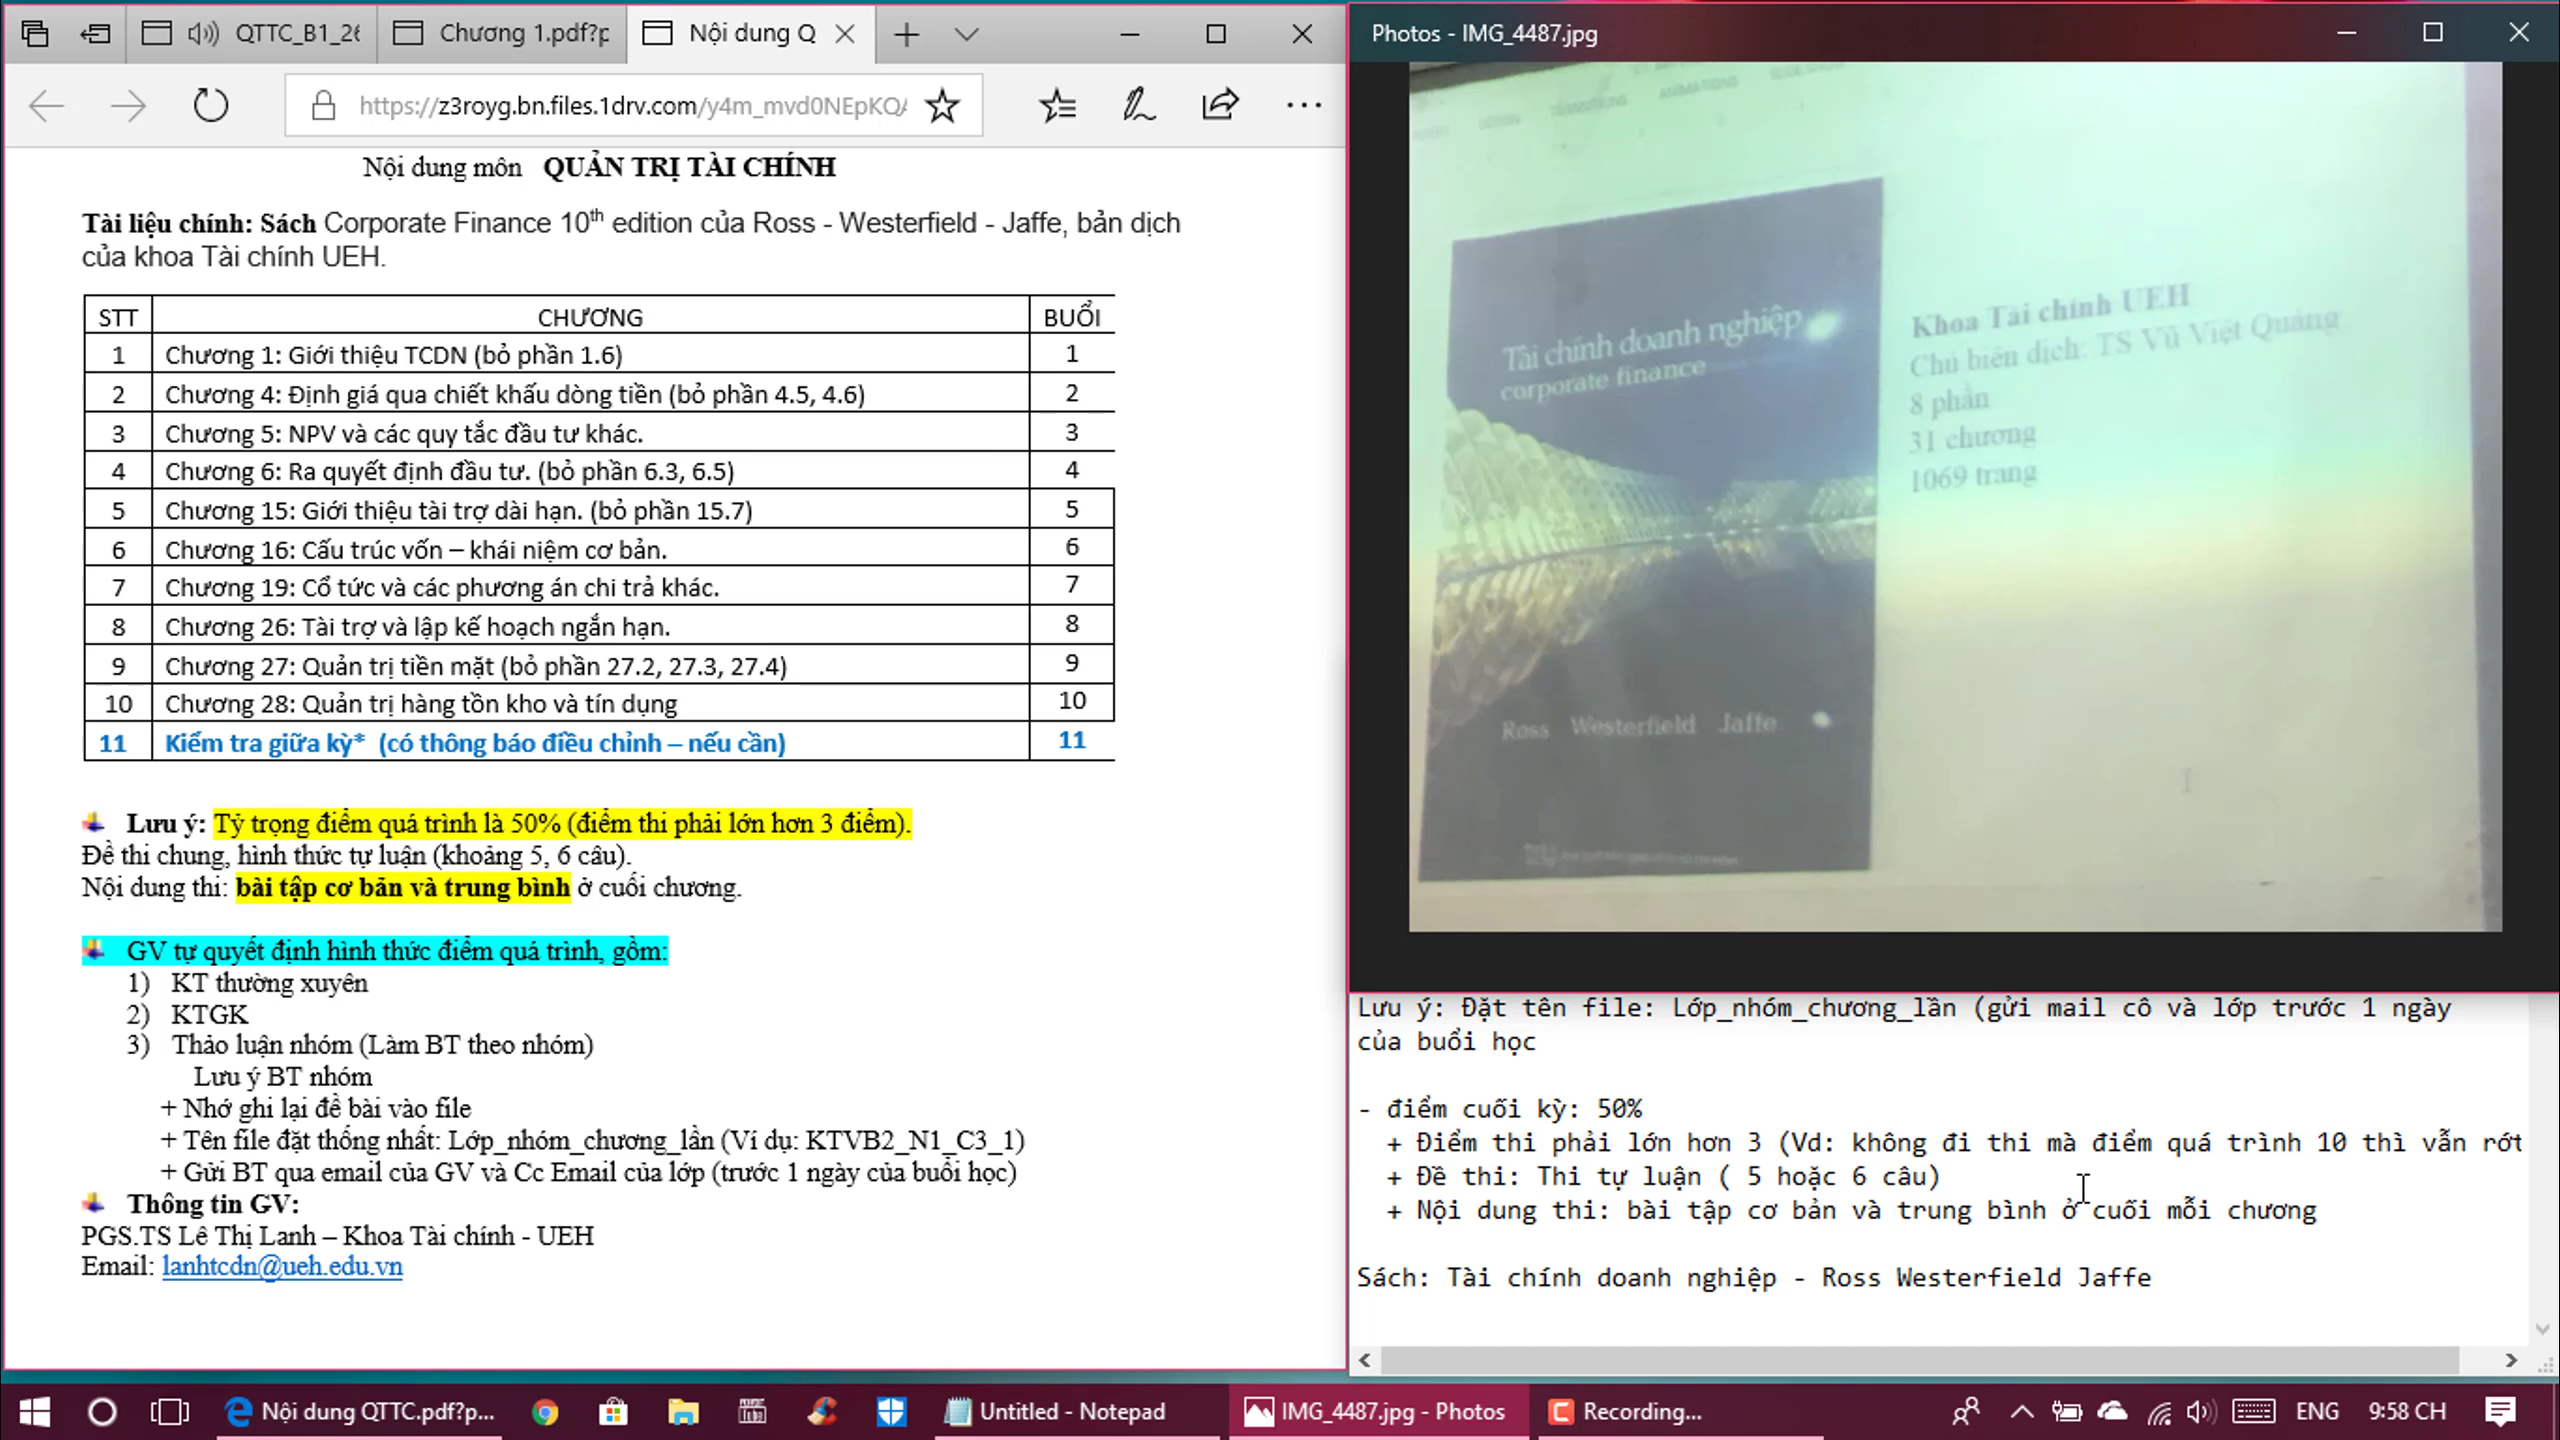 QTTC_B1_26
Chương 1.pdf?p
Nội dung Q
https://z3royg.bn.files.1drv.com/y4m_mvd0NEpKQA
Nội dung môn QUẢN TRỊ TÀI CHÍNH
Tài liệu chính: Sách Corporate Finance 10th edition của Ross - Westerfield - Jaffe, bản dịch
của khoa Tài chính UEH.
STT CHƯƠNG BUỔI
1 Chương 1: Giới thiệu TCDN (bỏ phần 1.6) 1
2 Chương 4: Định giá qua chiết khấu dòng tiền (bỏ phần 4.5, 4.6) 2
3 Chương 5: NPV và các quy tắc đầu tư khác. 3
4 Chương 6: Ra quyết định đầu tư. (bỏ phần 6.3, 6.5) 4
5 Chương 15: Giới thiệu tài trợ dài hạn. (bỏ phần 15.7) 5
6 Chương 16: Cấu trúc vốn – khái niệm cơ bản. 6
7 Chương 19: Cổ tức và các phương án chi trả khác. 7
8 Chương 26: Tài trợ và lập kế hoạch ngắn hạn. 8
9 Chương 27: Quản trị tiền mặt (bỏ phần 27.2, 27.3, 27.4) 9
10 Chương 28: Quản trị hàng tồn kho và tín dụng 10
11 Kiểm tra giữa kỳ* (có thông báo điều chỉnh – nếu cần) 11
Lưu ý: Tỷ trọng điểm quá trình là 50% (điểm thi phải lớn hơn 3 điểm).
Đề thi chung, hình thức tự luận (khoảng 5, 6 câu).
Nội dung thi: bài tập cơ bản và trung bình ở cuối chương.
GV tự quyết định hình thức điểm quá trình, gồm:
1) KT thường xuyên
2) KTGK
3) Thảo luận nhóm (Làm BT theo nhóm)
Lưu ý BT nhóm
+ Nhớ ghi lại đề bài vào file
+ Tên file đặt thống nhất: Lớp_nhóm_chương_lần (Ví dụ: KTVB2_N1_C3_1)
+ Gửi BT qua email của GV và Cc Email của lớp (trước 1 ngày của buổi học)
Thông tin GV:
PGS.TS Lê Thị Lanh – Khoa Tài chính - UEH
Email: lanhtcdn@ueh.edu.vn
Photos - IMG_4487.jpg
DESIGN TRANSITIONS ANIMATIONS SLIDE SHOW
Tài chính doanh nghiệp
corporate finance
Ross Westerfield Jaffe
Khoa Tài chính UEH
Chủ biên dịch: TS Vũ Việt Quảng
8 phần
31 chương
1069 trang
Lưu ý: Đặt tên file: Lớp_nhóm_chương_lần (gửi mail cô và lớp trước 1 ngày
của buổi học
- điểm cuối kỳ: 50%
+ Điểm thi phải lớn hơn 3 (Vd: không đi thi mà điểm quá trình 10 thì vẫn rớt
+ Đề thi: Thi tự luận ( 5 hoặc 6 câu)
+ Nội dung thi: bài tập cơ bản và trung bình ở cuối mỗi chương
Sách: Tài chính doanh nghiệp - Ross Westerfield Jaffe
Nội dung QTTC.pdf?p...
Untitled - Notepad
IMG_4487.jpg - Photos
Recording...
ENG
9:58 CH